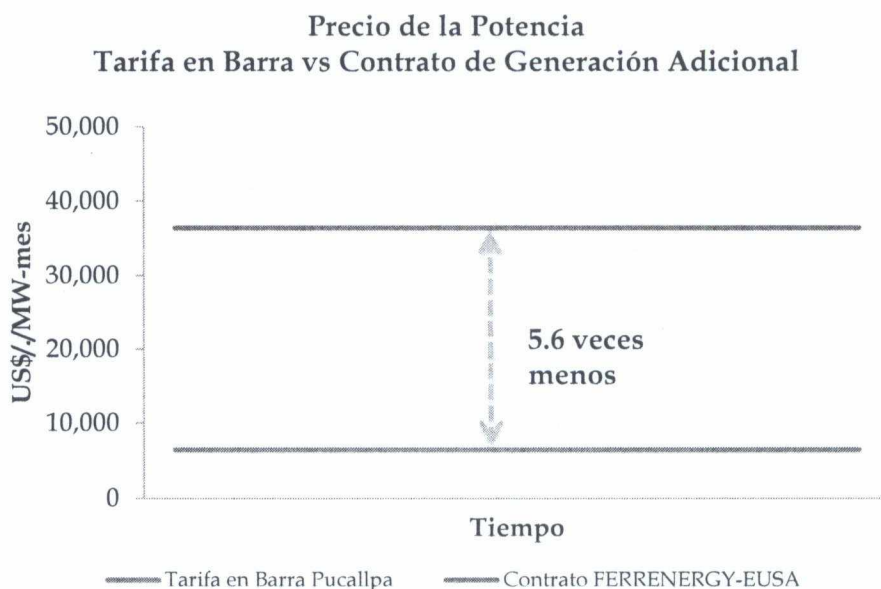 Precio de la Potencia
Tarifa en Barra vs Contrato de Generación Adicional
50,000
40,000
30,000
20,000
10,000
0
US$/./MW-mes
5.6 veces
menos
Tiempo
Tarifa en Barra Pucallpa
Contrato FERRENERGY-EUSA